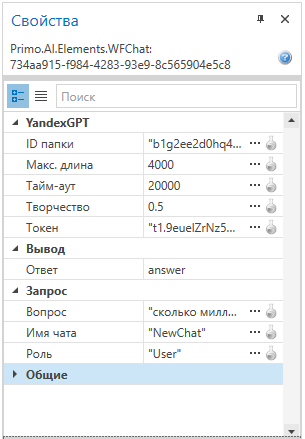 Свойства
Primo.AI.Elements.WFChat:
734aa915-f984-4283-93e9-8c565904e5c8
Поиск
YandexGPT
ID папки "b1g2ee2d0hq4...
Макс. длина 4000
Тайм-аут 20000
Творчество 0.5
Токен "t1.9euelZrNz5...
Вывод
Ответ answer
Запрос
Вопрос "сколько милл...
Имя чата "NewChat"
Роль "User"
Общие